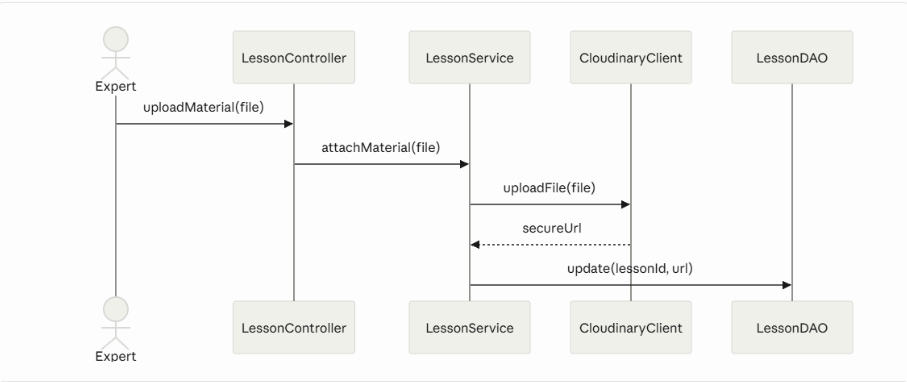 LessonController
LessonService
CloudinaryClient
LessonDAO
Expert
uploadMaterial(file)
attachMaterial(file)
uploadFile(file)
secureUrl
update(lessonId, url)
LessonController
LessonService
CloudinaryClient
LessonDAO
Expert